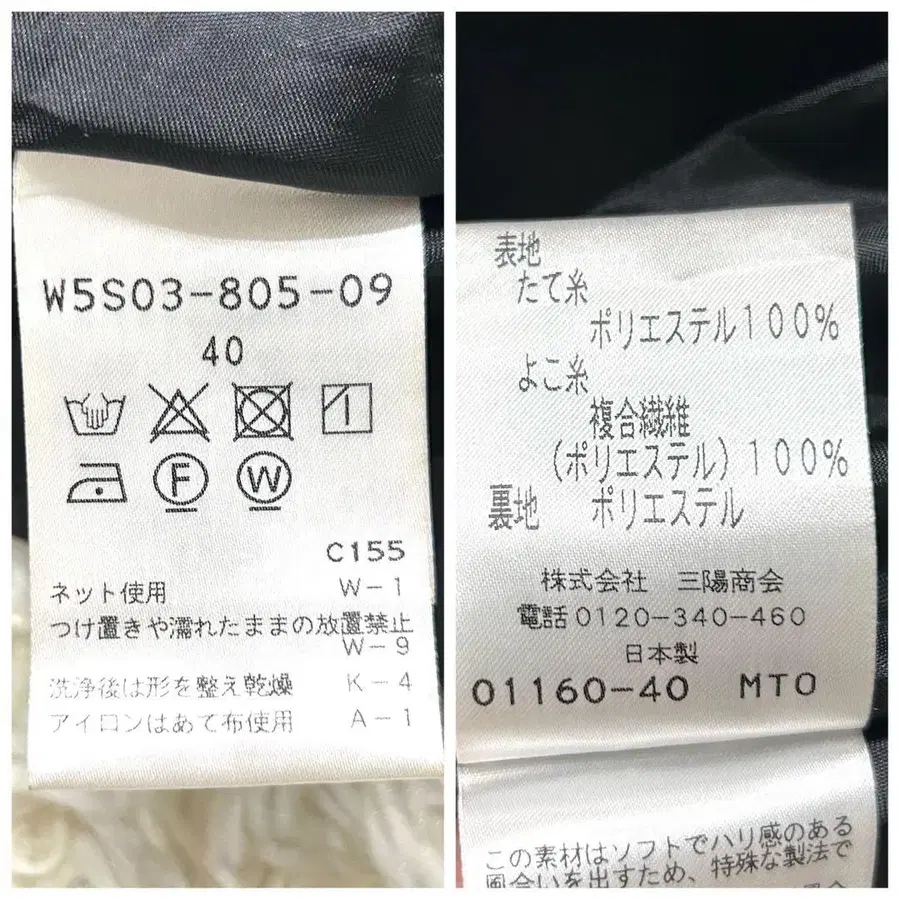 W5S03-805-09
40
F W
C155
ネット使用 W-1
つけ置きや濡れたままの放置禁止
W-9
洗浄後は形を整え乾燥 K-4
アイロンはあて布使用 A-1
表地
たて糸
ポリエステル100%
よこ糸
複合繊維
(ポリエステル)100%
裏地 ポリエステル
株式会社 三陽商会
電話0120-340-460
日本製
01160-40 MTO
この素材はソフトでハリ感のある
風合いを出すため、特殊な製法で